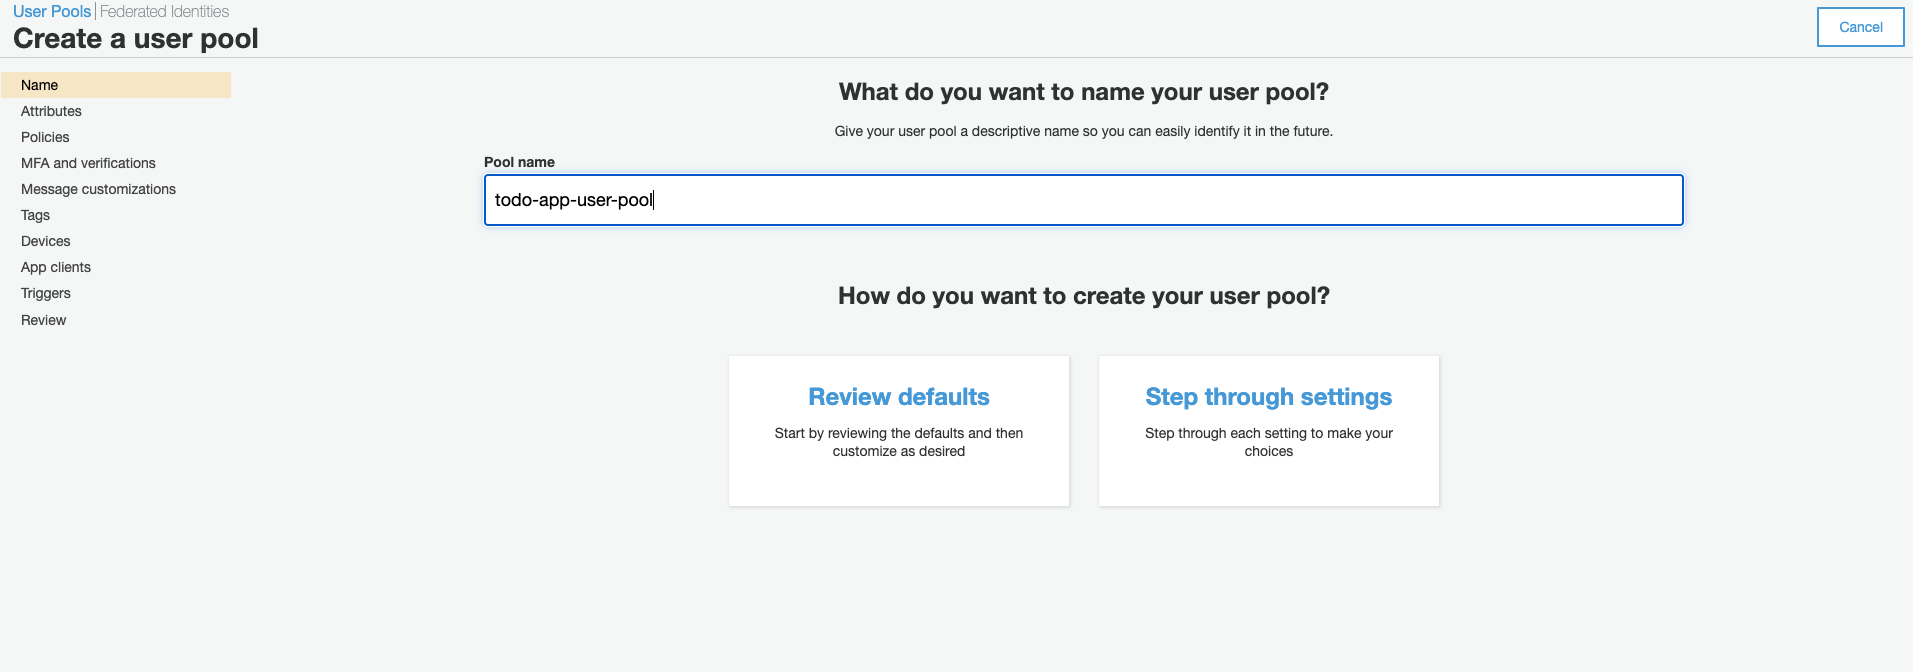 User Pools | Federated Identities
Create a user pool
Cancel
Name
Attributes
Policies
MFA and verifications
Message customizations
Tags
Devices
App clients
Triggers
Review
What do you want to name your user pool?
Give your user pool a descriptive name so you can easily identify it in the future.
Pool name
todo-app-user-pool
How do you want to create your user pool?
Review defaults
Start by reviewing the defaults and then
customize as desired
Step through settings
Step through each setting to make your
choices